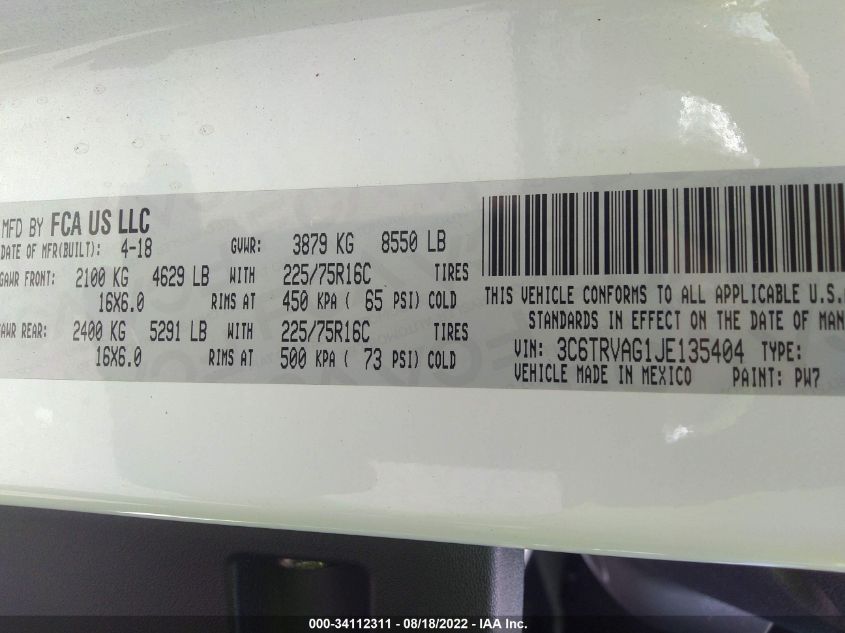 MFD BY FCA US LLC
DATE OF MFR(BUILT): 4-18 GVWR: 3879 KG 8550 LB
GAWR FRONT: 2100 KG 4629 LB WITH 225/75R16C TIRES
16X6.0 RIMS AT 450 KPA ( 65 PSI) COLD
GAWR REAR: 2400 KG 5291 LB WITH 225/75R16C TIRES
16X6.0 RIMS AT 500 KPA ( 73 PSI) COLD
THIS VEHICLE CONFORMS TO ALL APPLICABLE U.S.
STANDARDS IN EFFECT ON THE DATE OF MAN
VIN: 3C6TRVAG1JE135404 TYPE:
VEHICLE MADE IN MEXICO PAINT: PW7
000-34112311 - 08/18/2022 - IAA Inc.